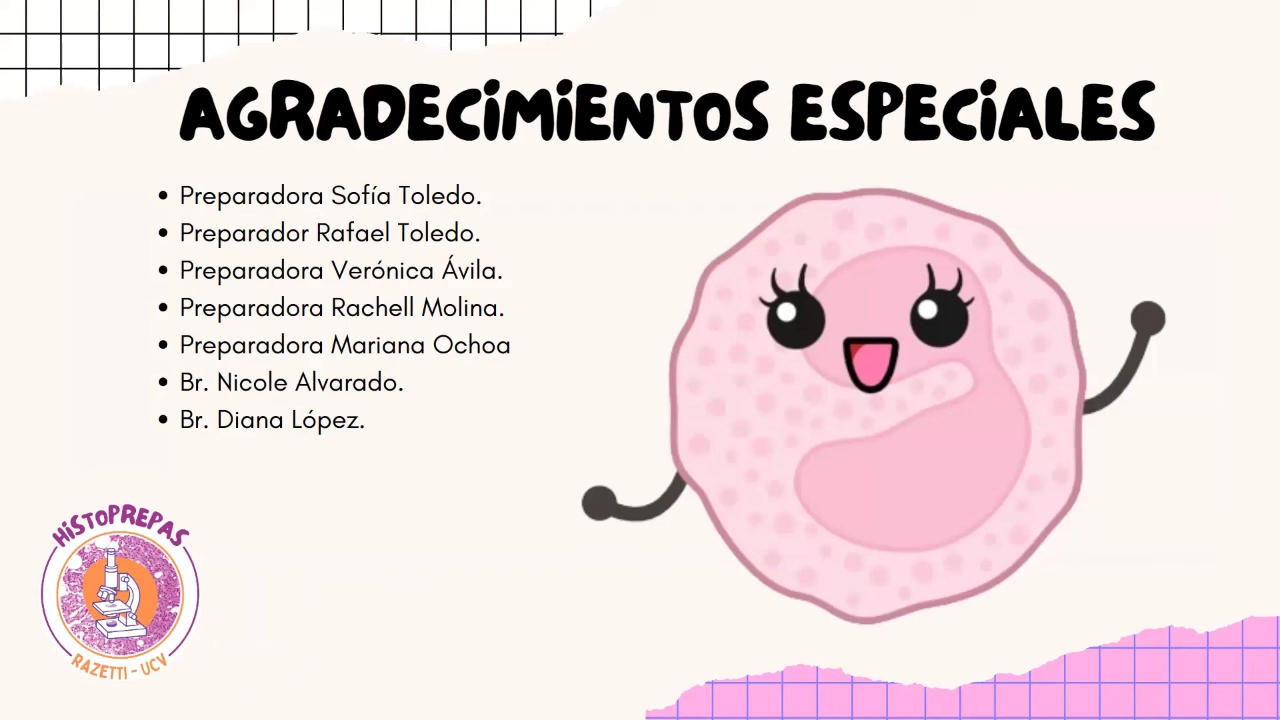 AGRADECIMIENTOS ESPECIALES
• Preparadora Sofía Toledo.
• Preparador Rafael Toledo.
• Preparadora Verónica Ávila.
• Preparadora Rachell Molina.
• Preparadora Mariana Ochoa
• Br. Nicole Alvarado.
• Br. Diana López.
HISTOPREPAS
RAZETTI - UCV